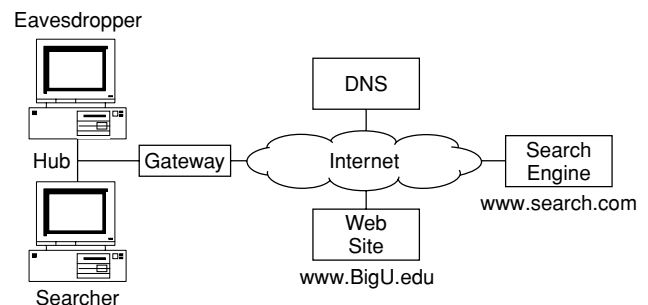 Eavesdropper
DNS
Hub
Gateway
Internet
Search
Engine
www.search.com
Web
Site
www.BigU.edu
Searcher